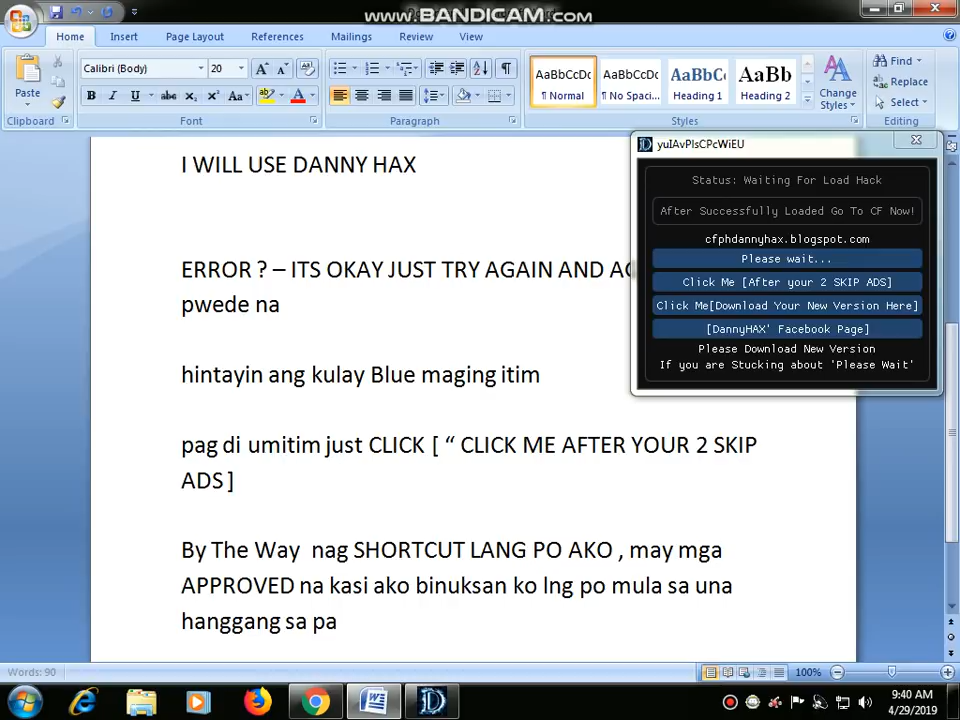 www.BANDICAM.com
Home Insert Page Layout References Mailings Review View
Calibri (Body) 20
AaBbCcDc AaBbCcDc AaBbC AaBb
Paste
B I U abc x₂ x² Aa
¶ Normal ¶ No Spaci... Heading 1 Heading 2
Change Styles
Find
Replace
Select
Clipboard Font Paragraph Styles Editing
I WILL USE DANNY HAX
ERROR ? – ITS OKAY JUST TRY AGAIN AND
pwede na
hintayin ang kulay Blue maging itim
pag di umitim just CLICK [ “ CLICK ME AFTER YOUR 2 SKIP
ADS ]
By The Way nag SHORTCUT LANG PO AKO , may mga
APPROVED na kasi ako binuksan ko lng po mula sa una
hanggang sa pa
Status: Waiting For Load Hack
After Successfully Loaded Go To CF Now!
cfphdannyhax.blogspot.com
Please wait...
Click Me [After your 2 SKIP ADS]
Click Me[Download Your New Version Here]
[DannyHAX' Facebook Page]
Please Download New Version
If you are Stucking about 'Please Wait'
Words: 90
100%
9:40 AM
4/29/2019